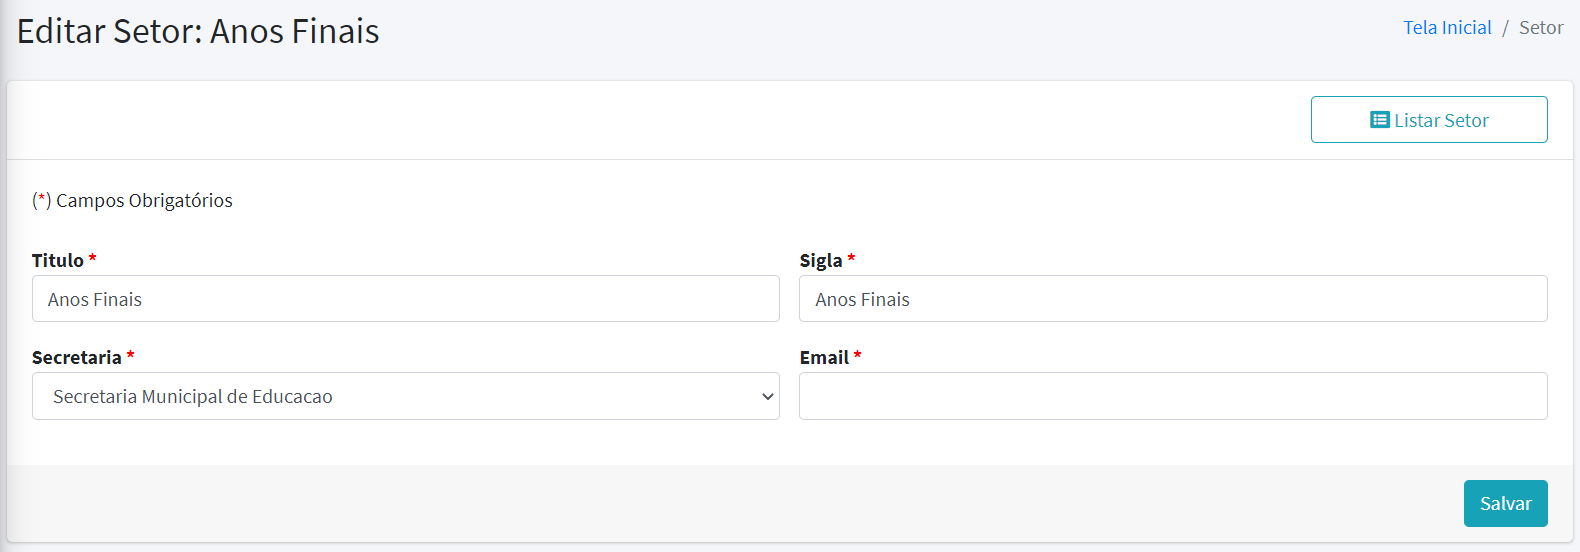 Editar Setor: Anos Finais
Tela Inicial / Setor
Listar Setor
(*) Campos Obrigatórios
Titulo *
Sigla *
Anos Finais
Anos Finais
Secretaria *
Email *
Secretaria Municipal de Educacao
Salvar